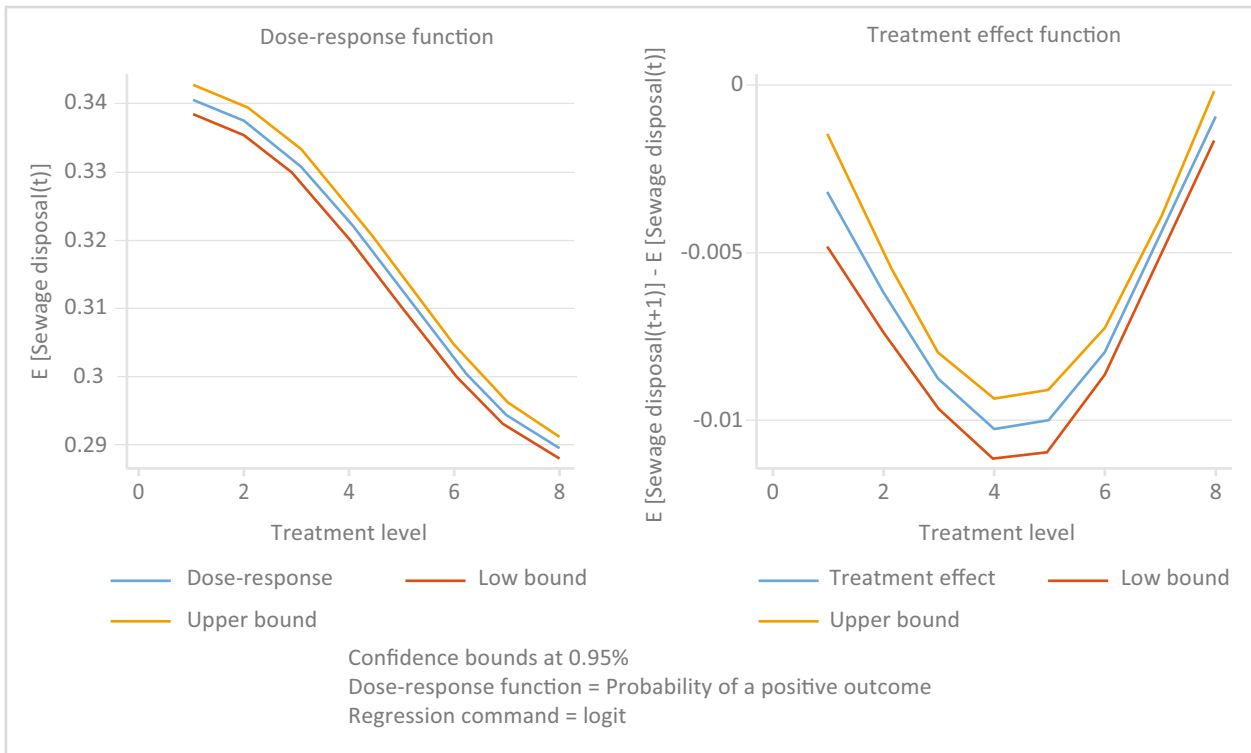 Dose-response function
E [Sewage disposal(t)]
0.34
0.33
0.32
0.31
0.3
0.29
0 2 4 6 8
Treatment level
Dose-response Low bound
Upper bound
Treatment effect function
E [Sewage disposal(t+1)] - E [Sewage disposal(t)]
0
-0.005
-0.01
0 2 4 6 8
Treatment level
Treatment effect Low bound
Upper bound
Confidence bounds at 0.95%
Dose-response function = Probability of a positive outcome
Regression command = logit